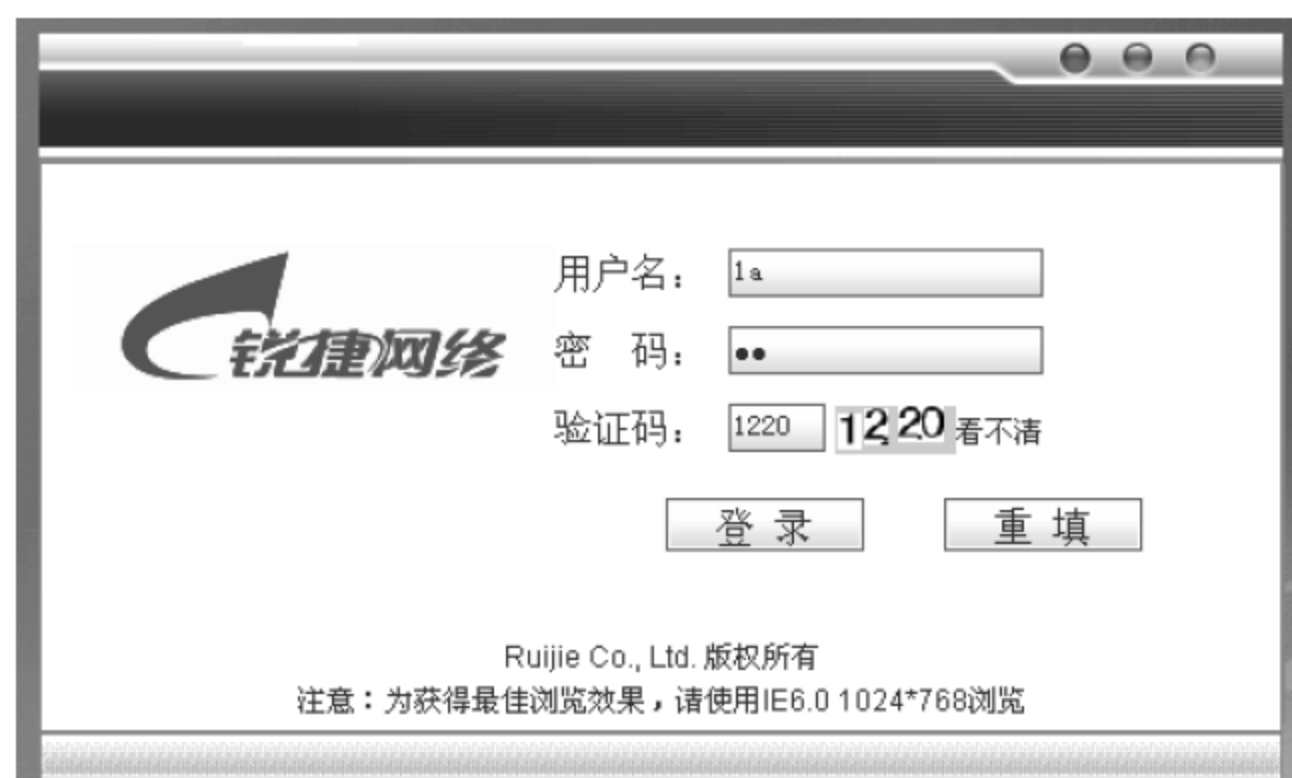 用户名： 1a
锐捷网络
密 码： ●●
验证码： 1220 1220 看不清
登 录 重 填
Ruijie Co., Ltd. 版权所有
注意：为获得最佳浏览效果，请使用IE6.0 1024*768浏览